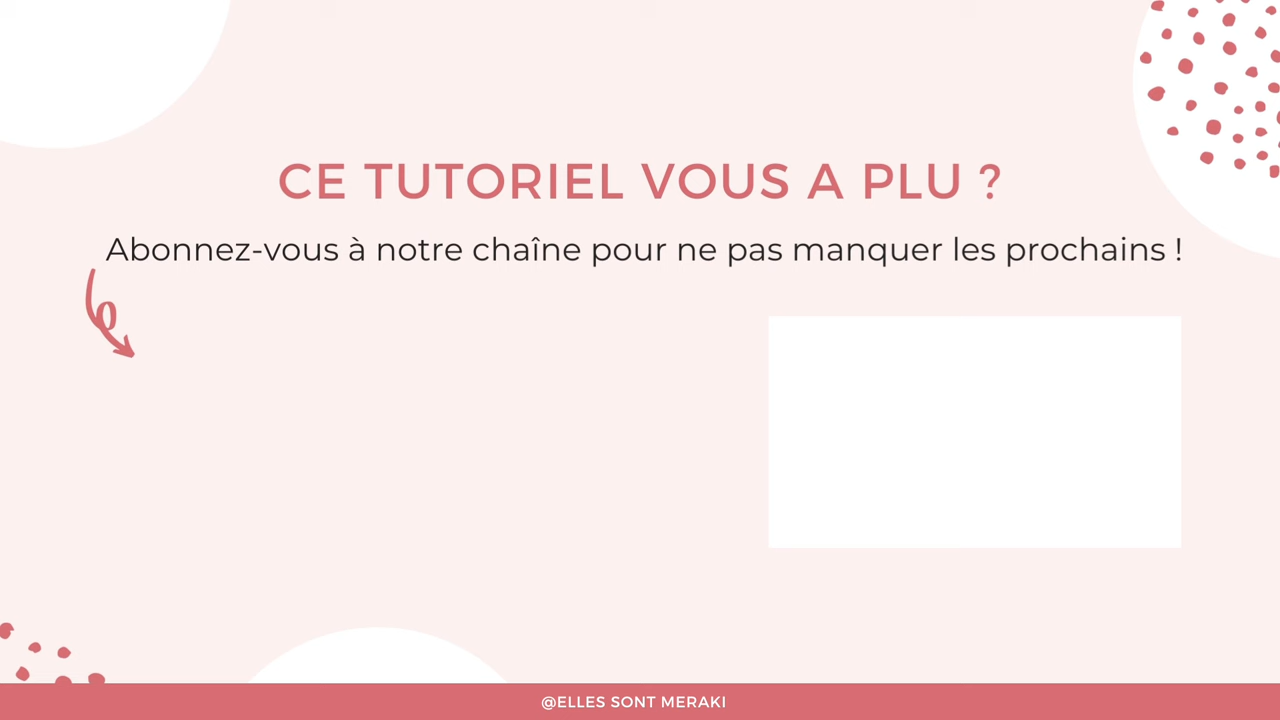 CE TUTORIEL VOUS A PLU ?
Abonnez-vous à notre chaîne pour ne pas manquer les prochains !
@ELLES SONT MERAKI